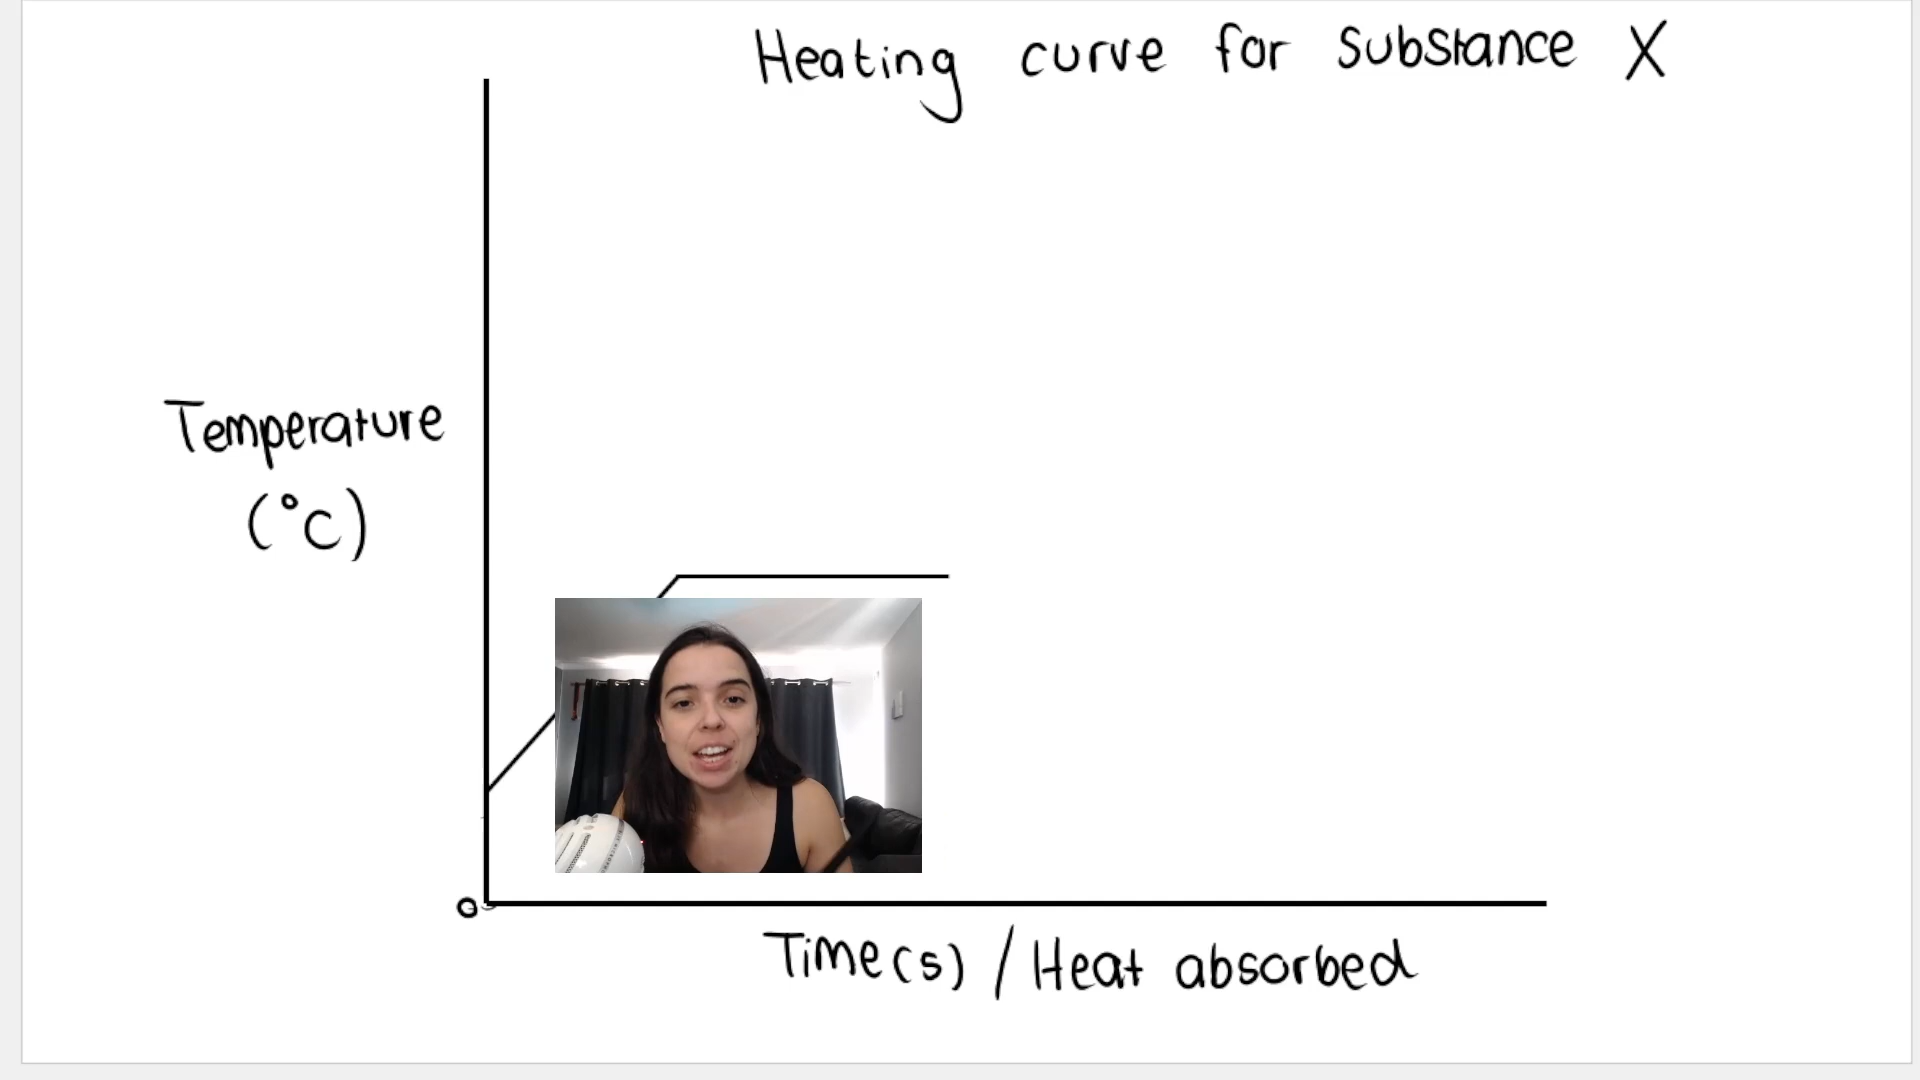 Heating curve for substance X
Temperature
(°C)
0
Time(s) / Heat absorbed